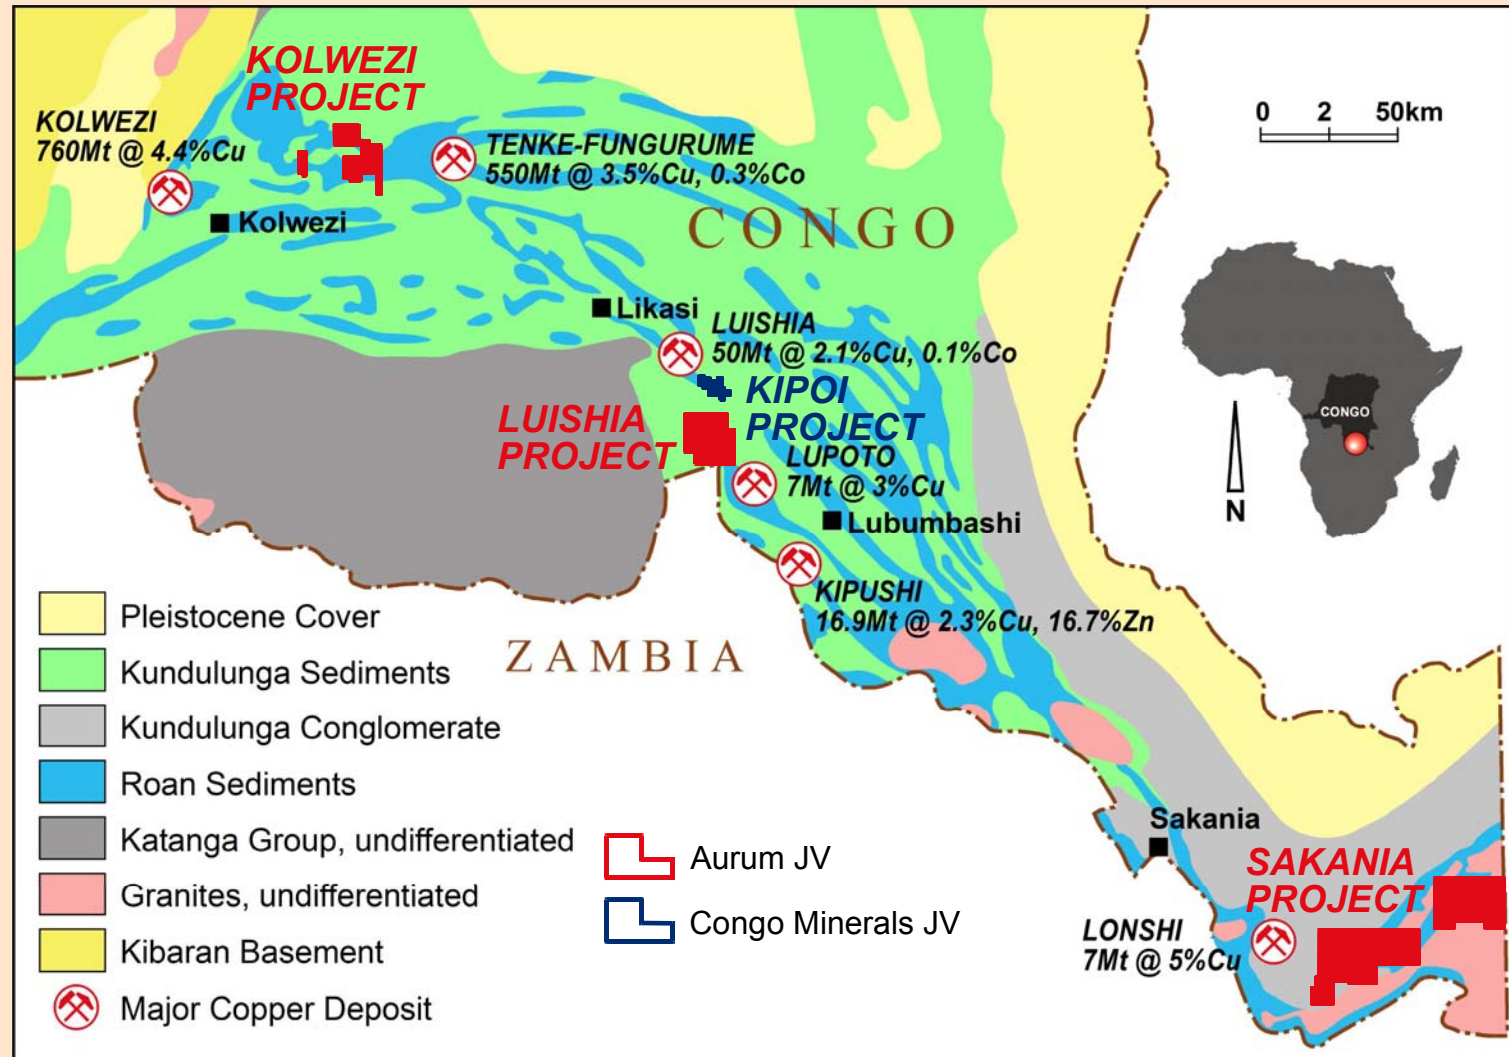 KOLWEZI
PROJECT
KOLWEZI
760Mt @ 4.4%Cu
TENKE-FUNGURUME
550Mt @ 3.5%Cu, 0.3%Co
0 2 50km
Kolwezi
CONGO
Likasi
LUISHIA
50Mt @ 2.1%Cu, 0.1%Co
KIPOI
PROJECT
LUISHIA
PROJECT
LUPOTO
7Mt @ 3%Cu
Lubumbashi
KIPUSHI
16.9Mt @ 2.3%Cu, 16.7%Zn
ZAMBIA
CONGO
N
Pleistocene Cover
Kundulunga Sediments
Kundulunga Conglomerate
Roan Sediments
Katanga Group, undifferentiated
Granites, undifferentiated
Kibaran Basement
Major Copper Deposit
Aurum JV
Congo Minerals JV
Sakania
SAKANIA
PROJECT
LONSHI
7Mt @ 5%Cu